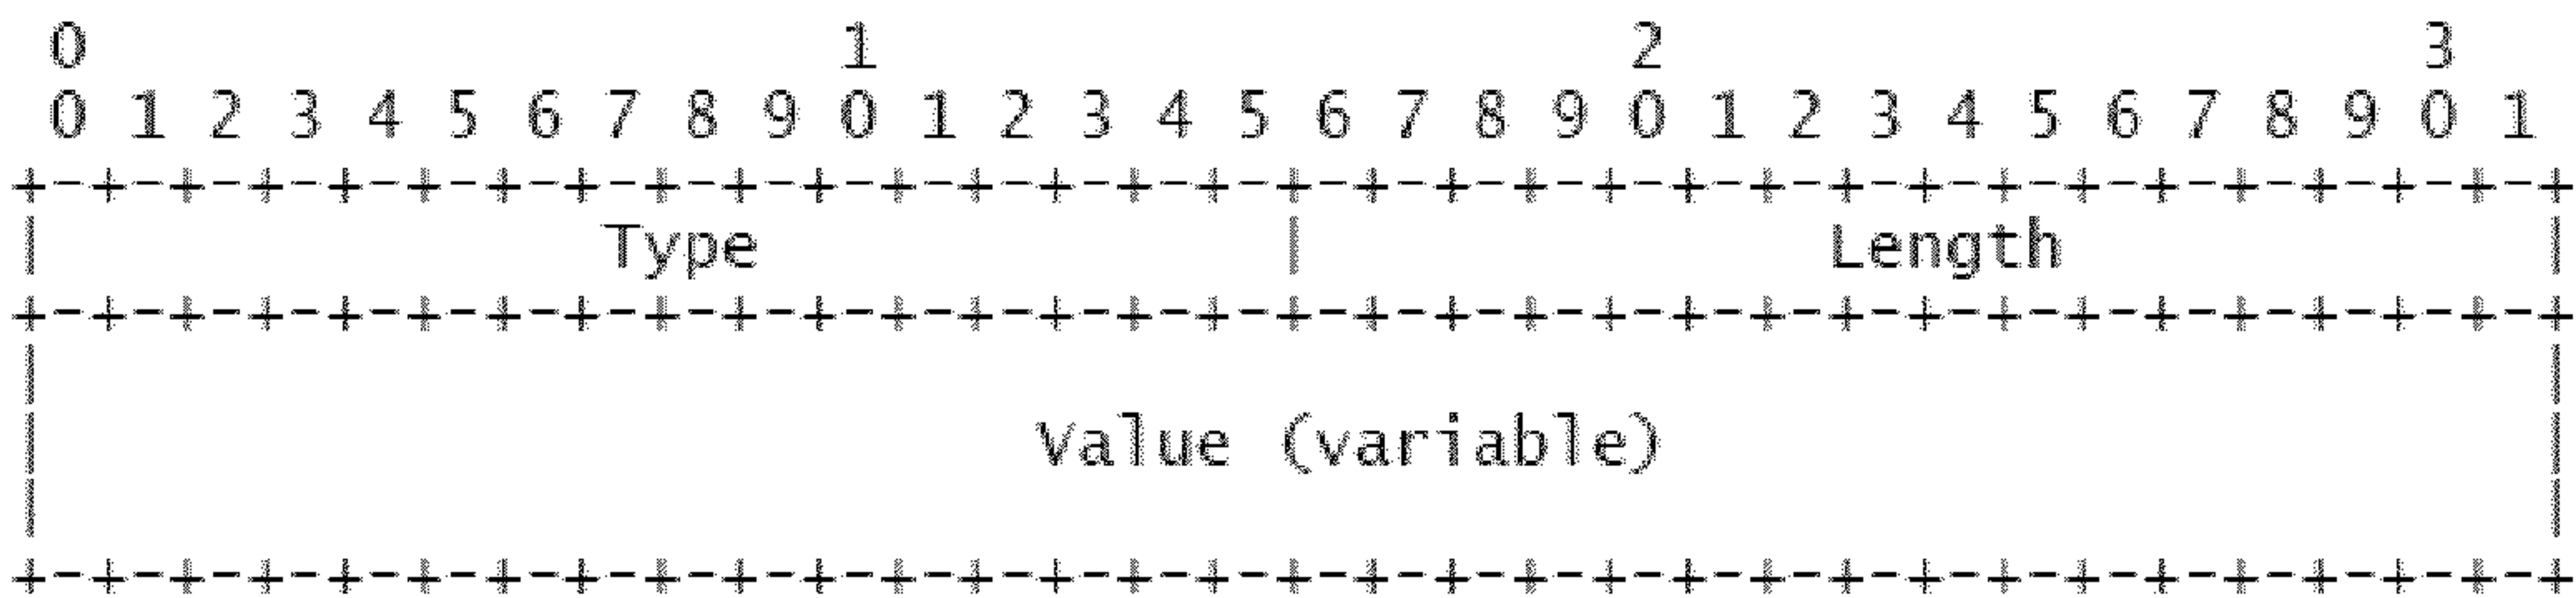 0                   1                   2                   3
 0 1 2 3 4 5 6 7 8 9 0 1 2 3 4 5 6 7 8 9 0 1 2 3 4 5 6 7 8 9 0 1
+-+-+-+-+-+-+-+-+-+-+-+-+-+-+-+-+-+-+-+-+-+-+-+-+-+-+-+-+-+-+-+-+
|              Type             |             Length            |
+-+-+-+-+-+-+-+-+-+-+-+-+-+-+-+-+-+-+-+-+-+-+-+-+-+-+-+-+-+-+-+-+
|                                                               |
|                         Value (variable)                      |
|                                                               |
+-+-+-+-+-+-+-+-+-+-+-+-+-+-+-+-+-+-+-+-+-+-+-+-+-+-+-+-+-+-+-+-+